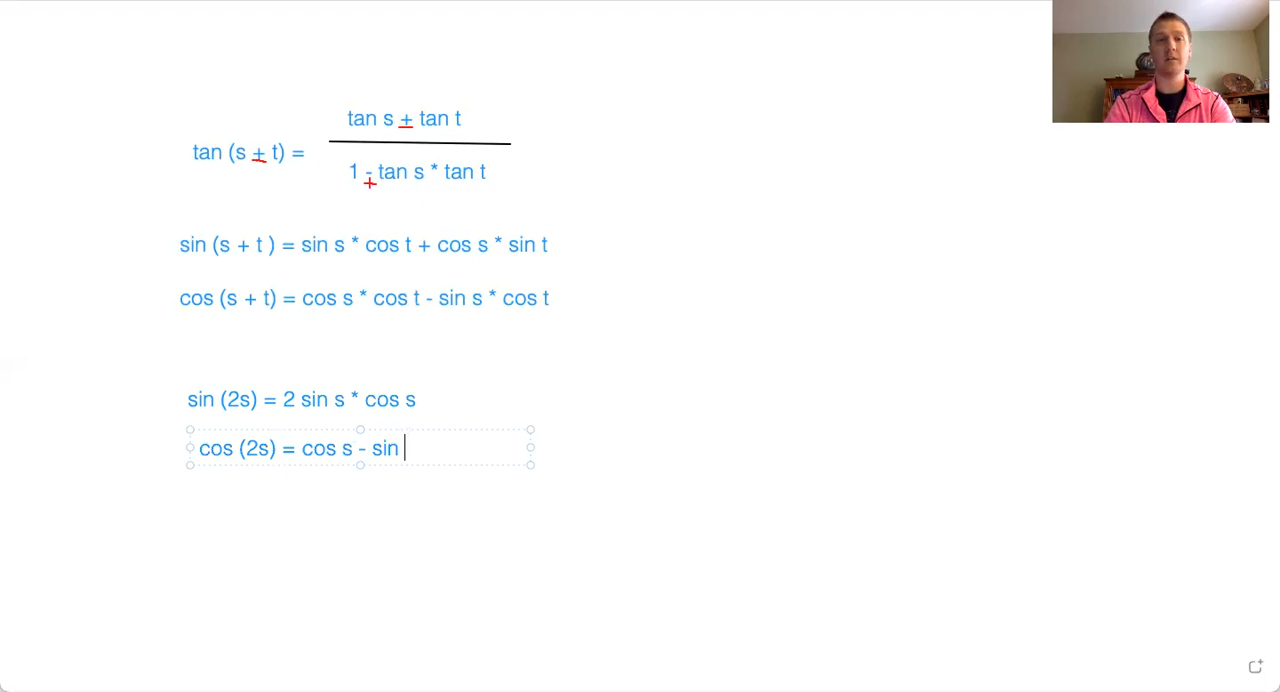 tan s ± tan t
tan (s ± t) =
1 ∓ tan s * tan t
sin (s + t ) = sin s * cos t + cos s * sin t
cos (s + t) = cos s * cos t - sin s * cos t
sin (2s) = 2 sin s * cos s
cos (2s) = cos s - sin